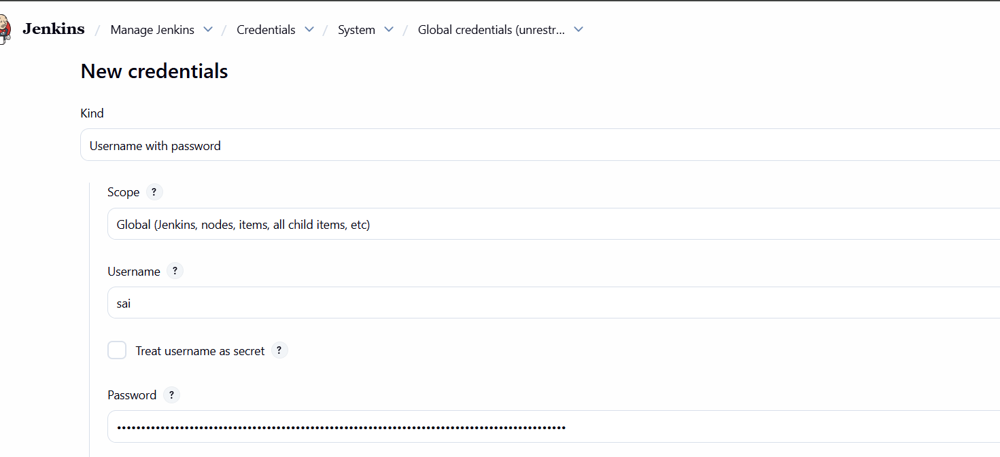 Jenkins / Manage Jenkins / Credentials / System / Global credentials (unrestr...
New credentials
Kind
Username with password
Scope ?
Global (Jenkins, nodes, items, all child items, etc)
Username ?
sai
Treat username as secret ?
Password ?